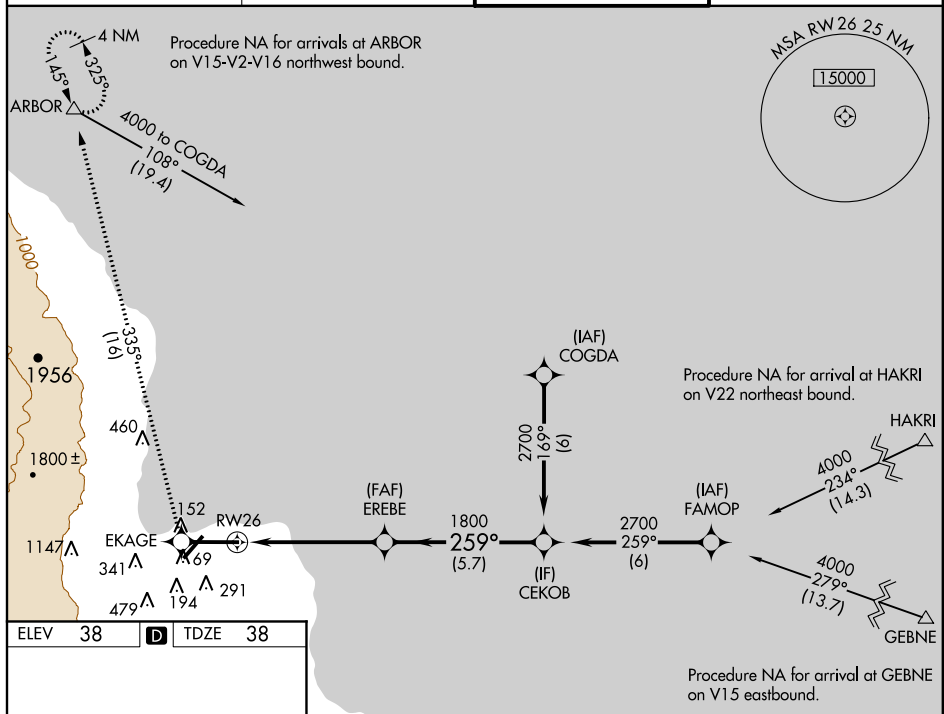 4 NM
Procedure NA for arrivals at ARBOR
on V15-V2-V16 northwest bound.
MSA RW26 25 NM
15000
145°
325°
ARBOR
4000 to COGDA
108°
(19.4)
1000
335°
(16)
1956
(IAF)
COGDA
Procedure NA for arrival at HAKRI
on V22 northeast bound.
HAKRI
460
2700
169°
(6)
1800 ±
4000
234°
(14.3)
(FAF)
EREBE
(IAF)
FAMOP
152
RW26
EKAGE
1800
259°
(5.7)
2700
259°
(6)
(IF)
CEKOB
1147
341
69
194
291
479
4000
279°
(13.7)
GEBNE
ELEV 38
D
TDZE 38
Procedure NA for arrival at GEBNE
on V15 eastbound.